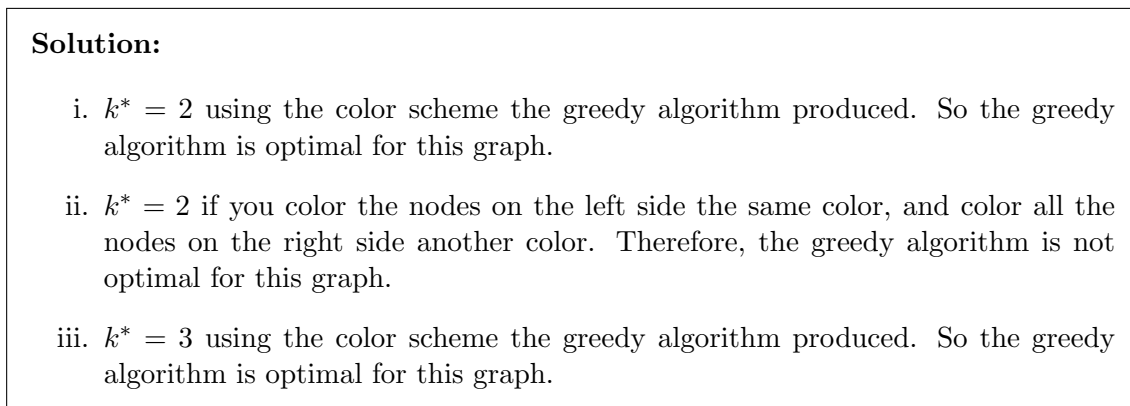 Solution:
i. k* = 2 using the color scheme the greedy algorithm produced. So the greedy
algorithm is optimal for this graph.
ii. k* = 2 if you color the nodes on the left side the same color, and color all the
nodes on the right side another color. Therefore, the greedy algorithm is not
optimal for this graph.
iii. k* = 3 using the color scheme the greedy algorithm produced. So the greedy
algorithm is optimal for this graph.